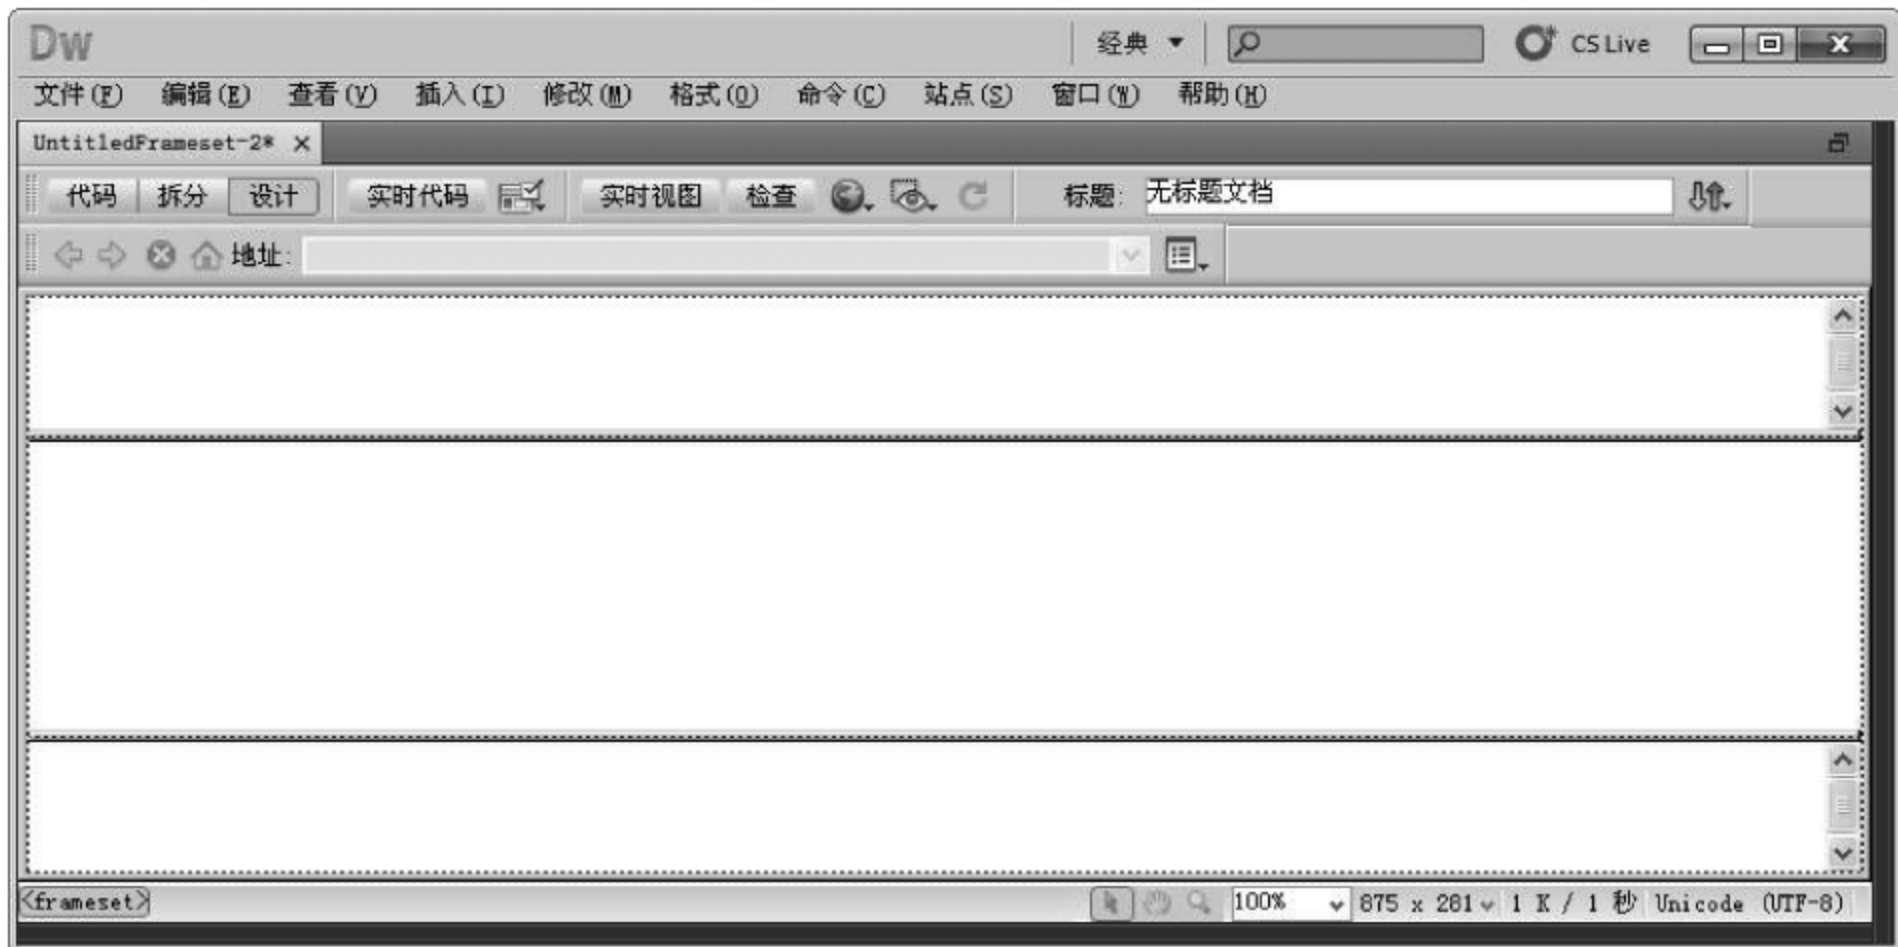 Dw 经典 CS Live
文件(F) 编辑(E) 查看(V) 插入(I) 修改(M) 格式(O) 命令(C) 站点(S) 窗口(W) 帮助(H)
UntitledFrameset-2*
代码 拆分 设计 实时代码 实时视图 检查 标题: 无标题文档
地址:
<frameset> 100% 875 x 281 1 K / 1 秒 Unicode (UTF-8)